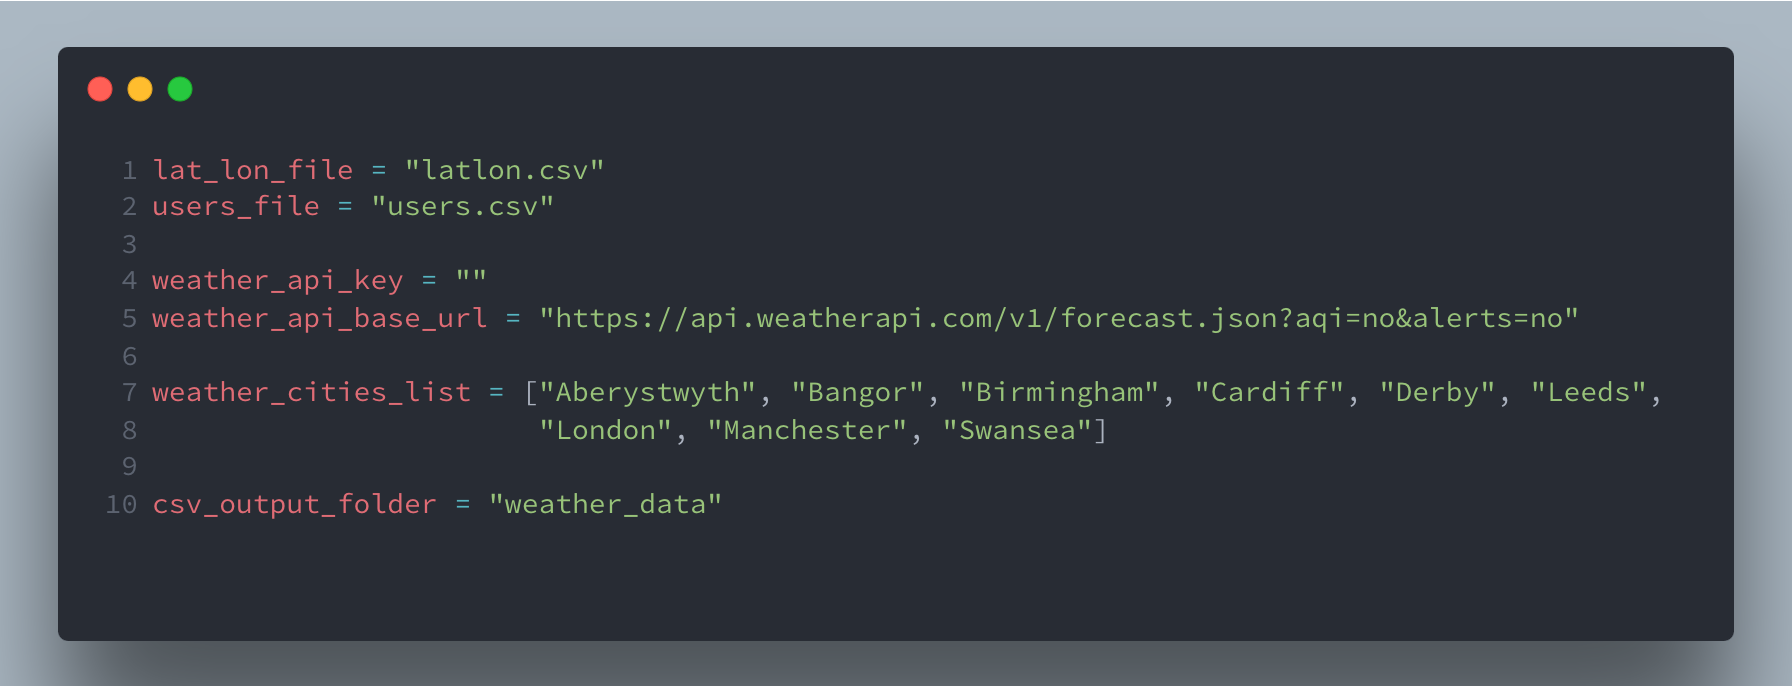 1 lat_lon_file = "latlon.csv"
2 users_file = "users.csv"
3
4 weather_api_key = ""
5 weather_api_base_url = "https://api.weatherapi.com/v1/forecast.json?aqi=no&alerts=no"
6
7 weather_cities_list = ["Aberystwyth", "Bangor", "Birmingham", "Cardiff", "Derby", "Leeds",
8                        "London", "Manchester", "Swansea"]
9
10 csv_output_folder = "weather_data"